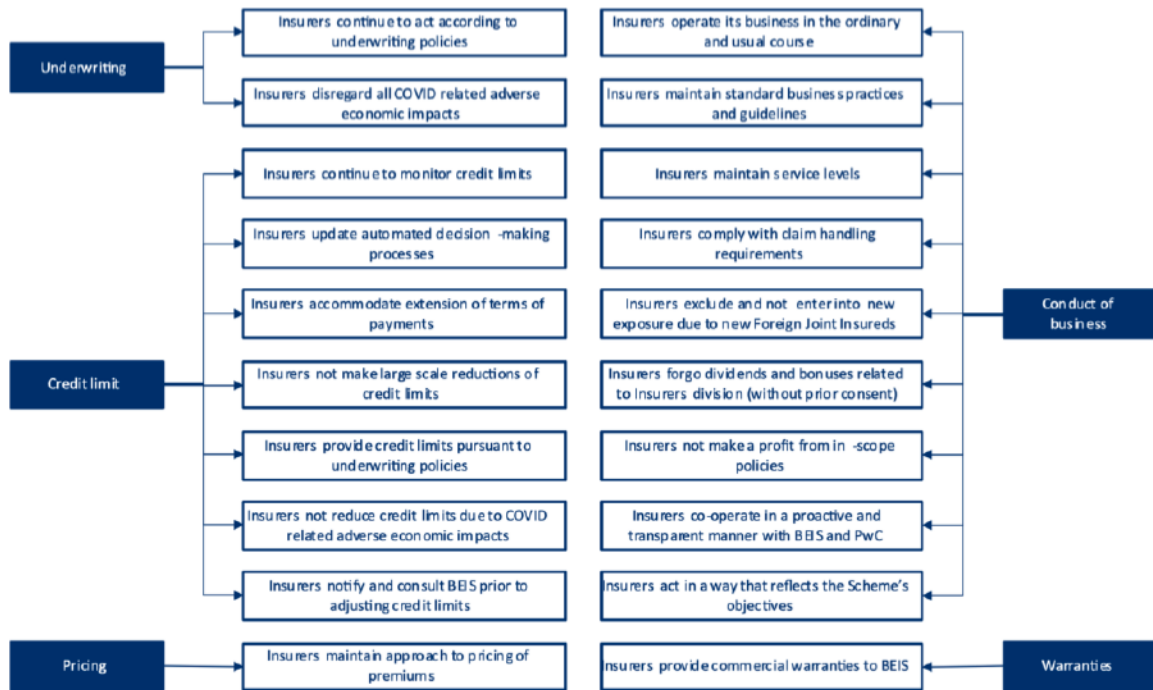 Underwriting
Insurers continue to act according to
underwriting policies
Insurers disregard all COVID related adverse
economic impacts
Credit limit
Insurers continue to monitor credit limits
Insurers update automated decision -making
processes
Insurers accommodate extension of terms of
payments
Insurers not make large scale reductions of
credit limits
Insurers provide credit limits pursuant to
underwriting policies
Insurers not reduce credit limits due to COVID
related adverse economic impacts
Insurers notify and consult BEIS prior to
adjusting credit limits
Pricing
Insurers maintain approach to pricing of
premiums
Insurers operate its business in the ordinary
and usual course
Insurers maintain standard business practices
and guidelines
Insurers maintain service levels
Insurers comply with claim handling
requirements
Insurers exclude and not enter into new
exposure due to new Foreign Joint Insureds
Insurers forgo dividends and bonuses related
to Insurers division (without prior consent)
Insurers not make a profit from in -scope
policies
Insurers co-operate in a proactive and
transparent manner with BEIS and PwC
Insurers act in a way that reflects the Scheme's
objectives
Conduct of
business
Insurers provide commercial warranties to BEIS
Warranties